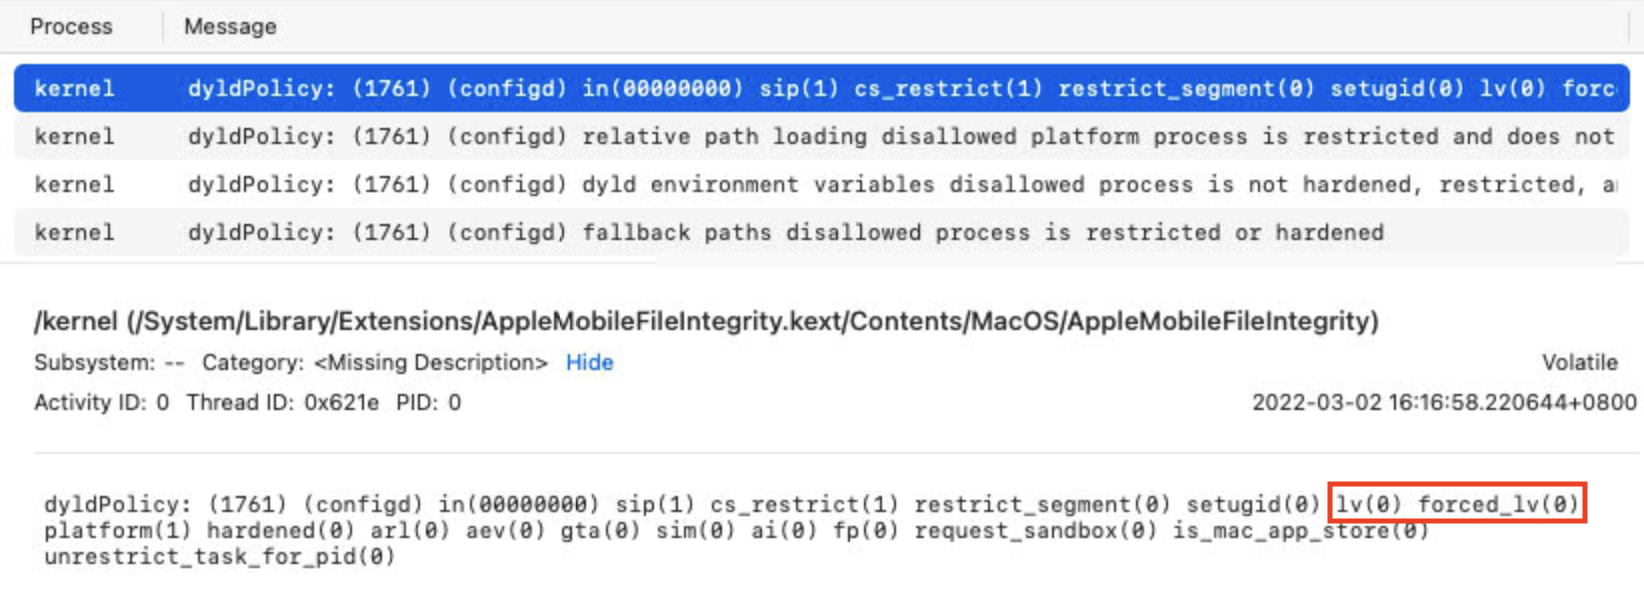 Process Message
kernel dyldPolicy: (1761) (configd) in(00000000) sip(1) cs_restrict(1) restrict_segment(0) setugid(0) lv(0) forc
kernel dyldPolicy: (1761) (configd) relative path loading disallowed platform process is restricted and does not
kernel dyldPolicy: (1761) (configd) dyld environment variables disallowed process is not hardened, restricted, a
kernel dyldPolicy: (1761) (configd) fallback paths disallowed process is restricted or hardened
/kernel (/System/Library/Extensions/AppleMobileFileIntegrity.kext/Contents/MacOS/AppleMobileFileIntegrity)
Subsystem: -- Category: <Missing Description> Hide Volatile
Activity ID: 0 Thread ID: 0x621e PID: 0 2022-03-02 16:16:58.220644+0800
dyldPolicy: (1761) (configd) in(00000000) sip(1) cs_restrict(1) restrict_segment(0) setugid(0) lv(0) forced_lv(0)
platform(1) hardened(0) arl(0) aev(0) gta(0) sim(0) ai(0) fp(0) request_sandbox(0) is_mac_app_store(0)
unrestrict_task_for_pid(0)